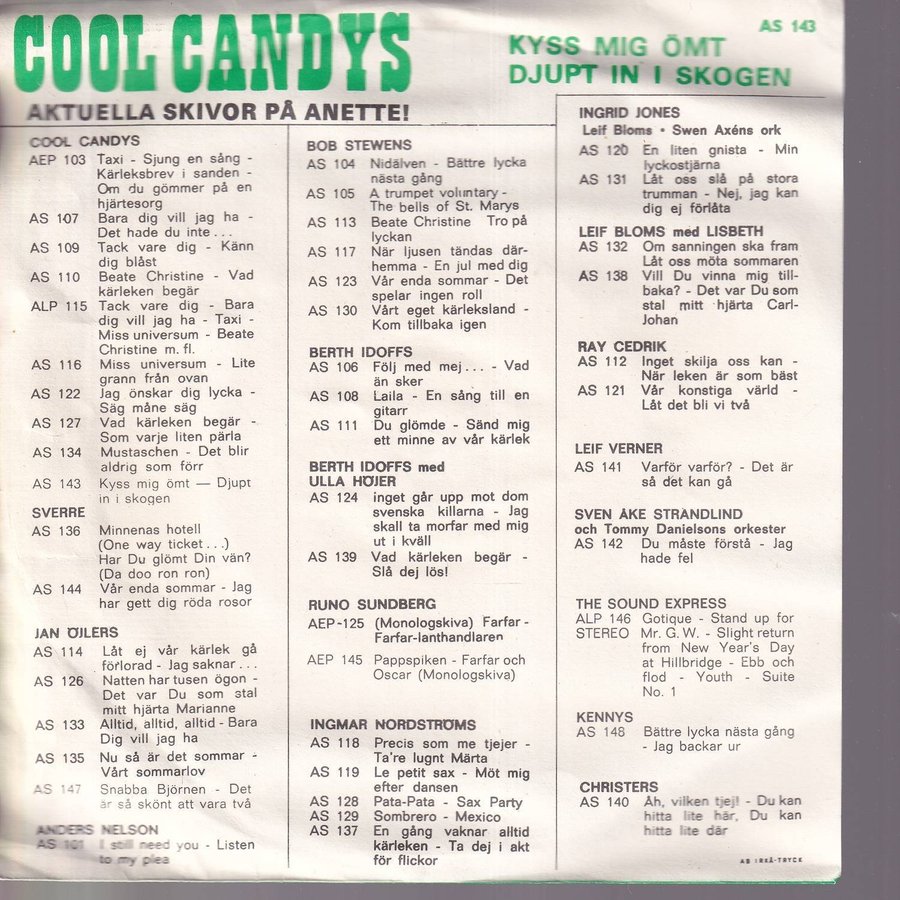 COOL CANDYS
AS 143
KYSS MIG ÖMT
DJUPT IN I SKOGEN
AKTUELLA SKIVOR PÅ ANETTE!
COOL CANDYS
AEP 103 Taxi - Sjung en sång -
Kärleksbrev i sanden -
Om du gömmer på en
hjärtesorg
AS 107 Bara dig vill jag ha -
Det hade du inte ...
AS 109 Tack vare dig - Känn
dig blåst
AS 110 Beate Christine - Vad
kärleken begär
ALP 115 Tack vare dig - Bara
dig vill jag ha - Taxi -
Miss universum - Beate
Christine m. fl.
AS 116 Miss universum - Lite
grann från ovan
AS 122 Jag önskar dig lycka -
Säg måne säg
AS 127 Vad kärleken begär -
Som varje liten pärla
AS 134 Mustaschen - Det blir
aldrig som förr
AS 143 Kyss mig ömt — Djupt
in i skogen
SVERRE
AS 136 Minnenas hotell
(One way ticket...)
Har Du glömt Din vän?
(Da doo ron ron)
AS 144 Vår enda sommar - Jag
har gett dig röda rosor
JAN ÖJLERS
AS 114 Låt ej vår kärlek gå
förlorad - Jag saknar...
AS 126 Natten har tusen ögon -
Det var Du som stal
mitt hjärta Marianne
AS 133 Alltid, alltid, alltid - Bara
Dig vill jag ha
AS 135 Nu så är det sommar -
Vårt sommarlov
AS 147 Snabba Björnen - Det
är så skönt att vara två
ANDERS NELSON
AS 101 I still need you - Listen
to my plea
BOB STEWENS
AS 104 Nidälven - Bättre lycka
nästa gång
AS 105 A trumpet voluntary -
The bells of St. Marys
AS 113 Beate Christine Tro på
lyckan
AS 117 När ljusen tändas där-
hemma - En jul med dig
AS 123 Vår enda sommar - Det
spelar ingen roll
AS 130 Vårt eget kärleksland -
Kom tillbaka igen
BERTH IDOFFS
AS 106 Följ med mej... - Vad
än sker
AS 108 Laila - En sång till en
gitarr
AS 111 Du glömde - Sänd mig
ett minne av vår kärlek
BERTH IDOFFS med
ULLA HÖJER
AS 124 inget går upp mot dom
svenska killarna - Jag
skall ta morfar med mig
ut i kväll
AS 139 Vad kärleken begär -
Slå dej lös!
RUNO SUNDBERG
AEP-125 (Monologskiva) Farfar -
Farfar-lanthandlaren
AEP 145 Pappspiken - Farfar och
Oscar (Monologskiva)
INGMAR NORDSTRÖMS
AS 118 Precis som me tjejer -
Ta're lugnt Märta
AS 119 Le petit sax - Möt mig
efter dansen
AS 128 Pata-Pata - Sax Party
AS 129 Sombrero - Mexico
AS 137 En gång vaknar alltid
kärleken - Ta dej i akt
för flickor
INGRID JONES
Leif Bloms • Swen Axéns ork
AS 120 En liten gnista - Min
lyckostjärna
AS 131 Låt oss slå på stora
trumman - Nej, jag kan
dig ej förlåta
LEIF BLOMS med LISBETH
AS 132 Om sanningen ska fram
Låt oss möta sommaren
AS 138 Vill Du vinna mig till-
baka? - Det var Du som
stal mitt hjärta Carl-
Johan
RAY CEDRIK
AS 112 Inget skilja oss kan -
När leken är som bäst
AS 121 Vår konstiga värld -
Låt det bli vi två
LEIF VERNER
AS 141 Varför varför? - Det är
så det kan gå
SVEN ÅKE STRANDLIND
och Tommy Danielsons orkester
AS 142 Du måste förstå - Jag
hade fel
THE SOUND EXPRESS
ALP 146 Gotique - Stand up for
STEREO Mr. G. W. - Slight return
from New Year's Day
at Hillbridge - Ebb och
flod - Youth - Suite
No. 1
KENNYS
AS 148 Bättre lycka nästa gång
- Jag backar ur
CHRISTERS
AS 140 Åh, vilken tjej! - Du kan
hitta lite här, Du kan
hitta lite där
AB IRKÅ-TRYCK